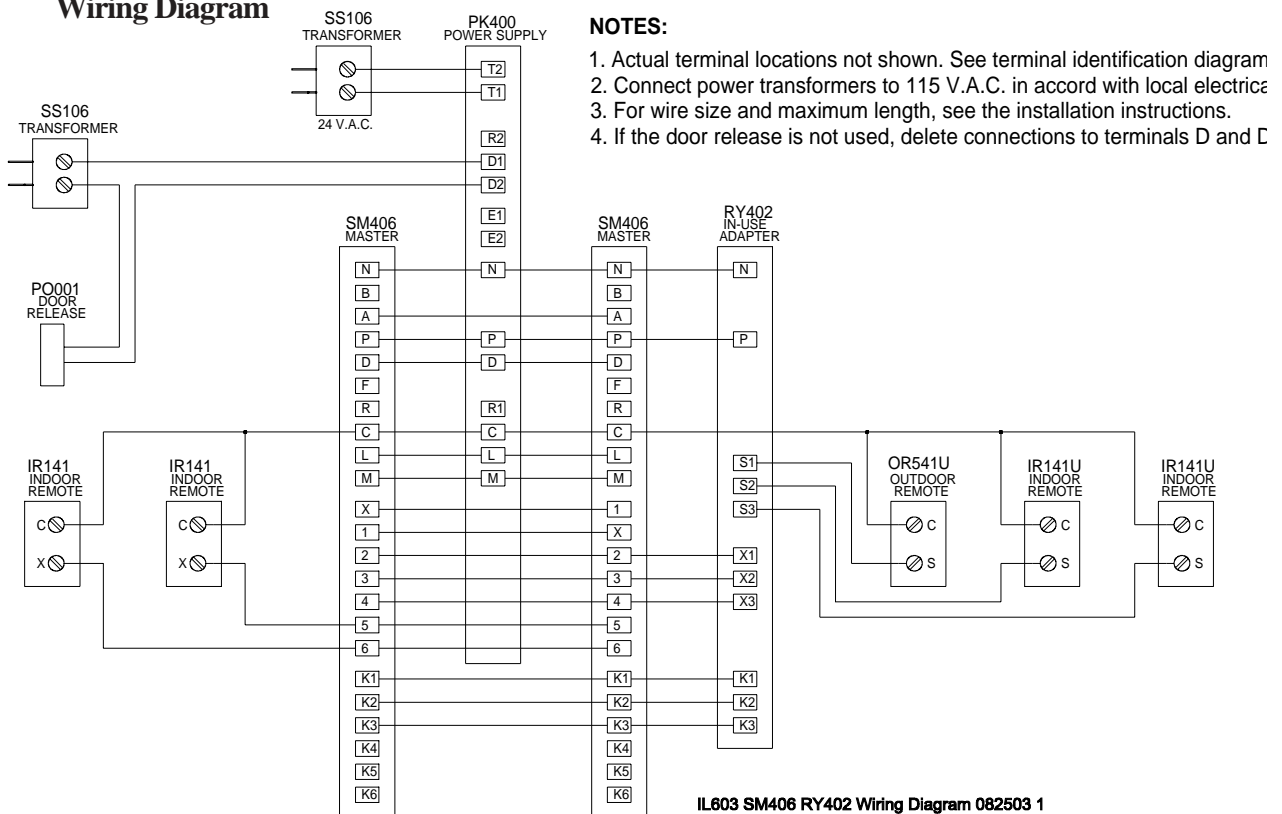 Wiring Diagram
SS106
TRANSFORMER
24 V.A.C.
PK400
POWER SUPPLY
T2
T1
R2
D1
D2
E1
E2
N
P
D
R1
C
L
M
NOTES:
1. Actual terminal locations not shown. See terminal identification diagram
2. Connect power transformers to 115 V.A.C. in accord with local electrica
3. For wire size and maximum length, see the installation instructions.
4. If the door release is not used, delete connections to terminals D and D
SS106
TRANSFORMER
PO001
DOOR
RELEASE
SM406
MASTER
N
B
A
P
D
F
R
C
L
M
X
1
2
3
4
5
6
K1
K2
K3
K4
K5
K6
SM406
MASTER
N
B
A
P
D
F
R
C
L
M
1
X
2
3
4
5
6
K1
K2
K3
K4
K5
K6
RY402
IN-USE
ADAPTER
N
P
S1
S2
S3
X1
X2
X3
K1
K2
K3
IR141
INDOOR
REMOTE
C
X
IR141
INDOOR
REMOTE
C
X
OR541U
OUTDOOR
REMOTE
C
S
IR141U
INDOOR
REMOTE
C
S
IR141U
INDOOR
REMOTE
C
S
IL603 SM406 RY402 Wiring Diagram 082503 1